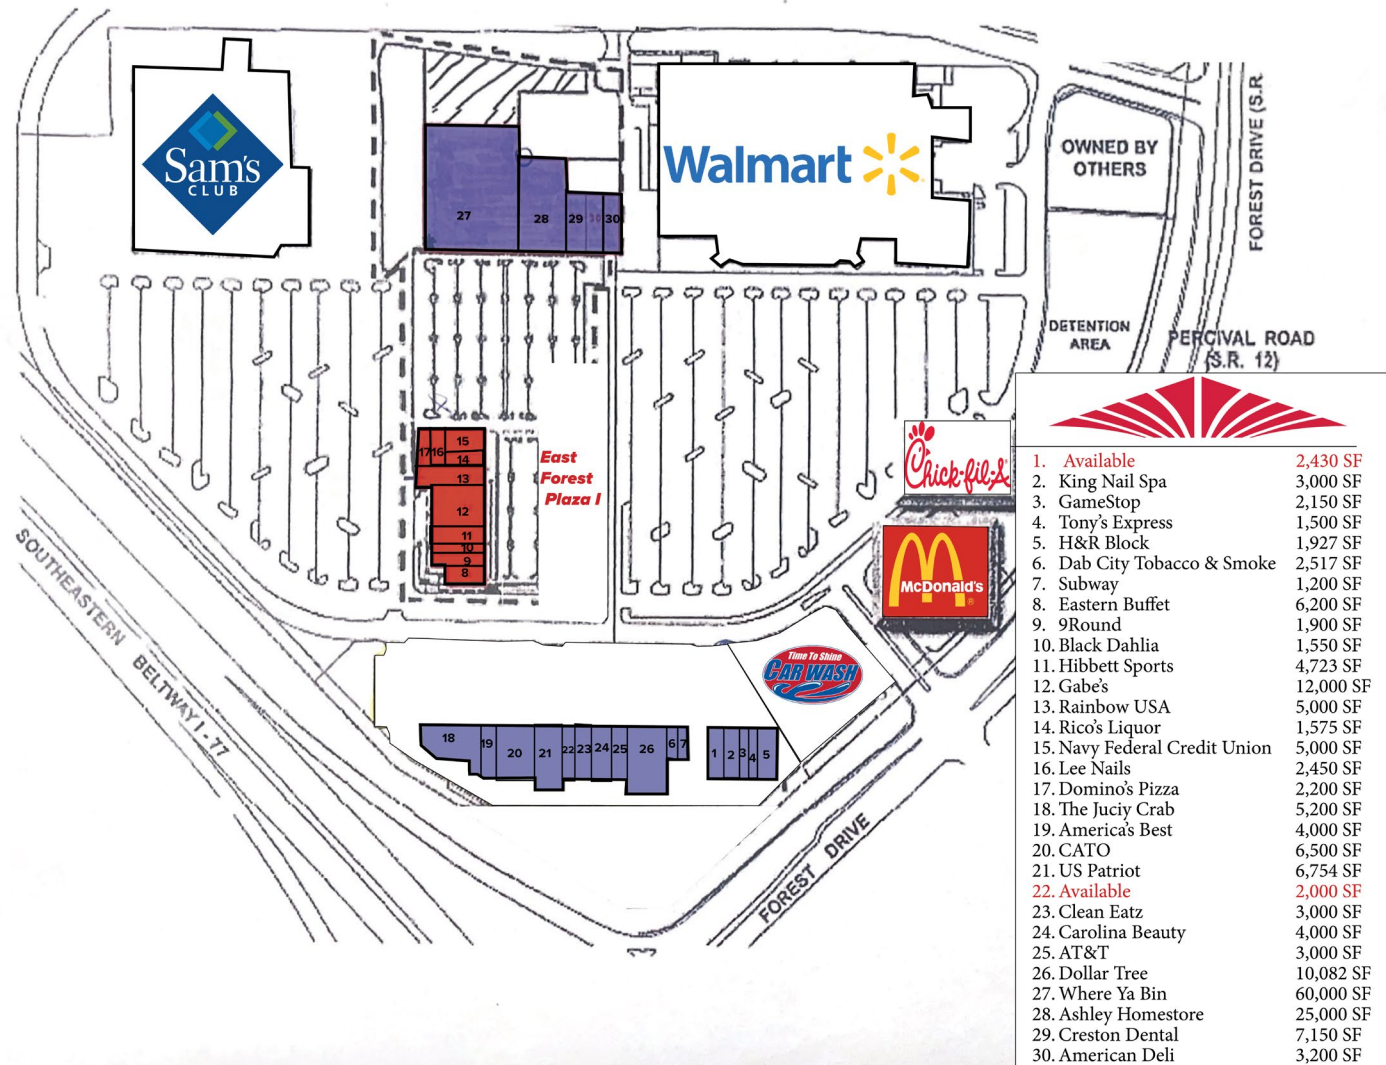 Sam's
CLUB
Walmart
OWNED BY
OTHERS
FOREST DRIVE (S.R.
27
28
29
30
30
DETENTION
AREA
PERCIVAL ROAD
(S.R. 12)
17
16
15
14
13
12
11
10
9
8
East
Forest
Plaza I
Chick-fil-A
McDonald's
®
Time To Shine
CAR WASH
SOUTHEASTERN BELTWAY I-77
18
19
20
21
22
23
24
25
26
6
7
1
2
3
4
5
FOREST DRIVE
1. Available 2,430 SF
2. King Nail Spa 3,000 SF
3. GameStop 2,150 SF
4. Tony's Express 1,500 SF
5. H&R Block 1,927 SF
6. Dab City Tobacco & Smoke 2,517 SF
7. Subway 1,200 SF
8. Eastern Buffet 6,200 SF
9. 9Round 1,900 SF
10. Black Dahlia 1,550 SF
11. Hibbett Sports 4,723 SF
12. Gabe's 12,000 SF
13. Rainbow USA 5,000 SF
14. Rico's Liquor 1,575 SF
15. Navy Federal Credit Union 5,000 SF
16. Lee Nails 2,450 SF
17. Domino's Pizza 2,200 SF
18. The Juciy Crab 5,200 SF
19. America's Best 4,000 SF
20. CATO 6,500 SF
21. US Patriot 6,754 SF
22. Available 2,000 SF
23. Clean Eatz 3,000 SF
24. Carolina Beauty 4,000 SF
25. AT&T 3,000 SF
26. Dollar Tree 10,082 SF
27. Where Ya Bin 60,000 SF
28. Ashley Homestore 25,000 SF
29. Creston Dental 7,150 SF
30. American Deli 3,200 SF